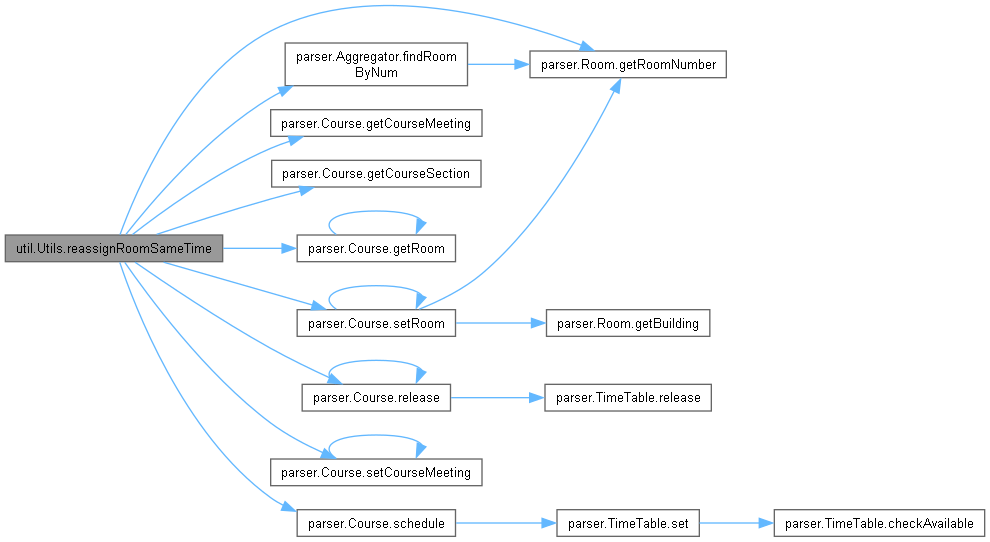 parser.Aggregator.findRoom
ByNum
parser.Room.getRoomNumber
parser.Course.getCourseMeeting
parser.Course.getCourseSection
util.Utils.reassignRoomSameTime
parser.Course.getRoom
parser.Course.setRoom
parser.Room.getBuilding
parser.Course.release
parser.TimeTable.release
parser.Course.setCourseMeeting
parser.Course.schedule
parser.TimeTable.set
parser.TimeTable.checkAvailable